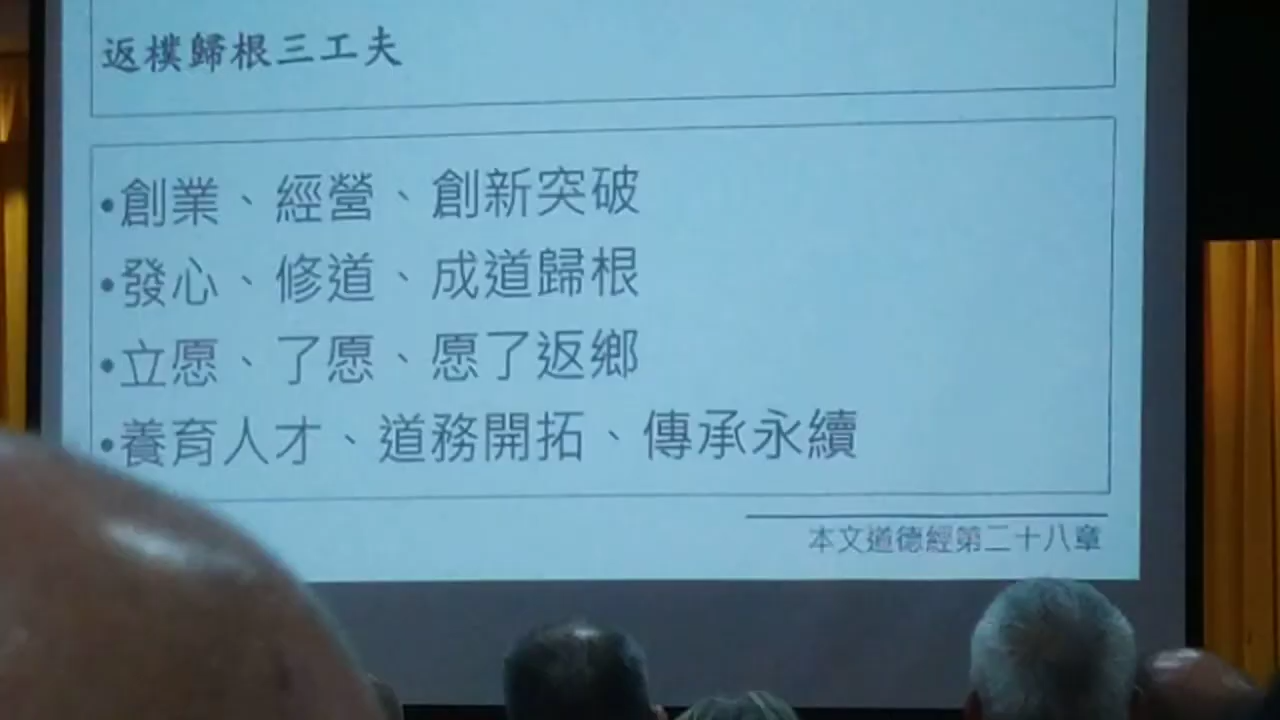 返樸歸根三工夫
•創業、經營、創新突破
•發心、修道、成道歸根
•立愿、了愿、愿了返鄉
•養育人才、道務開拓、傳承永續
本文道德經第二十八章